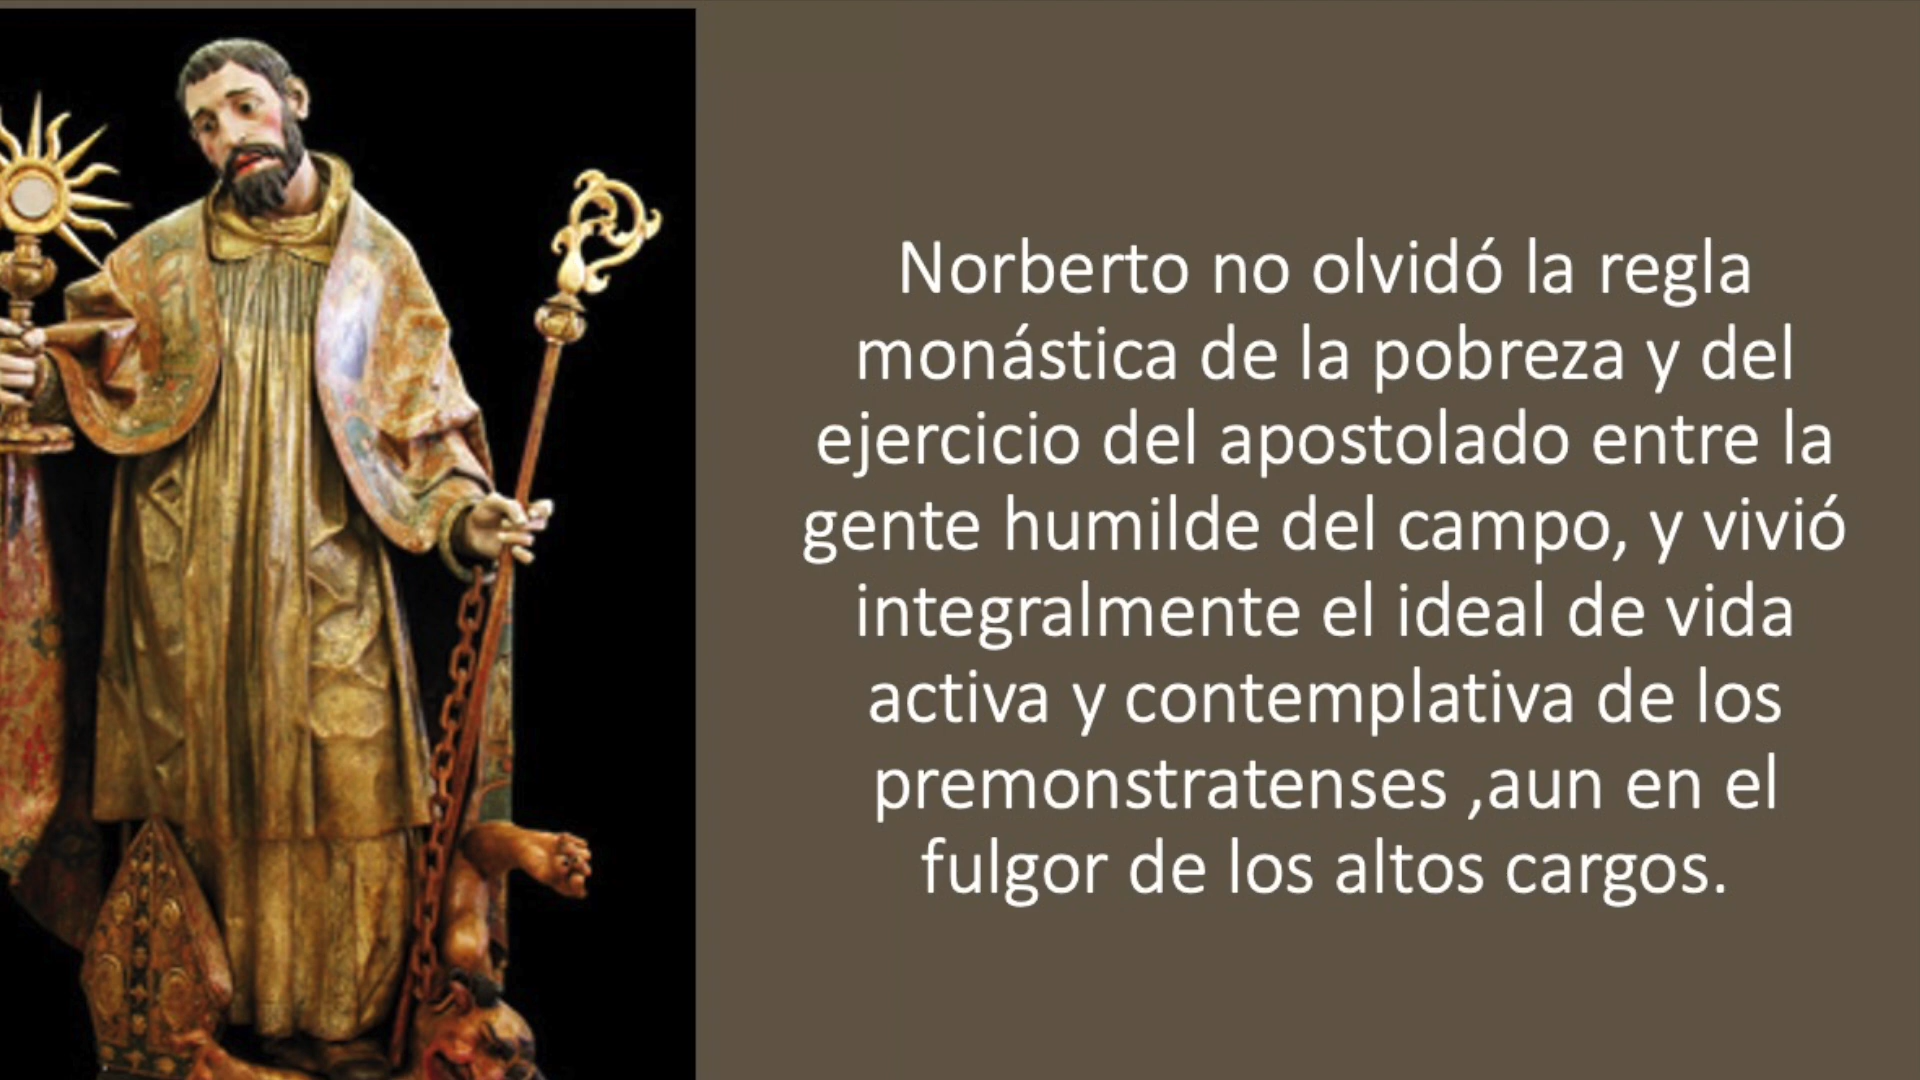 Norberto no olvidó la regla
monástica de la pobreza y del
ejercicio del apostolado entre la
gente humilde del campo, y vivió
integralmente el ideal de vida
activa y contemplativa de los
premonstratenses ,aun en el
fulgor de los altos cargos.